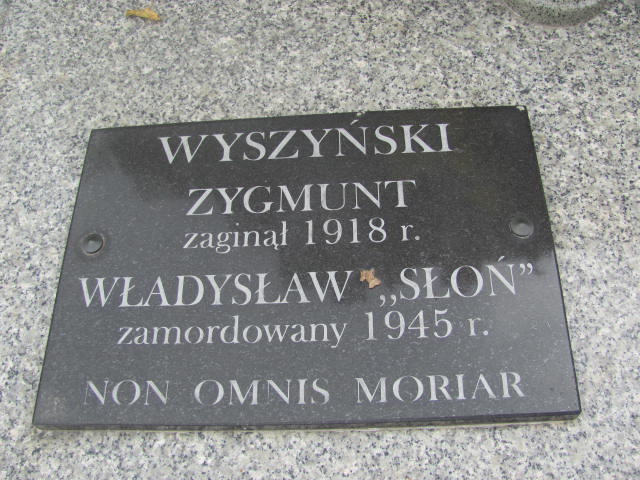 WYSZYŃSKI
ZYGMUNT
zaginął 1918 r.
WŁADYSŁAW „SŁOŃ”
zamordowany 1945 r.
NON OMNIS MORIAR